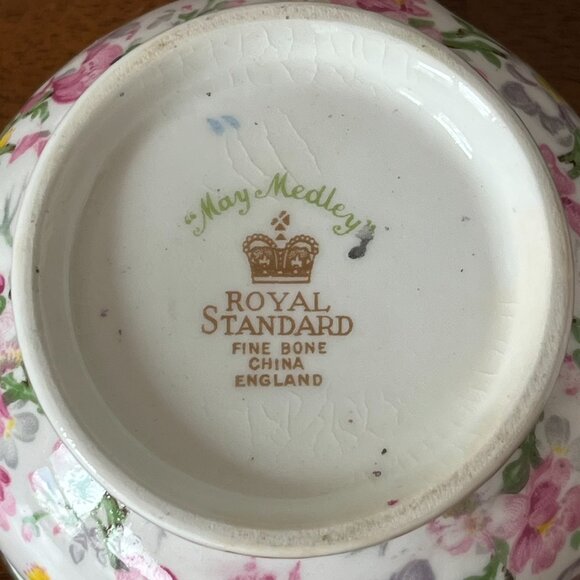 "May Medley"
ROYAL
STANDARD
FINE BONE
CHINA
ENGLAND